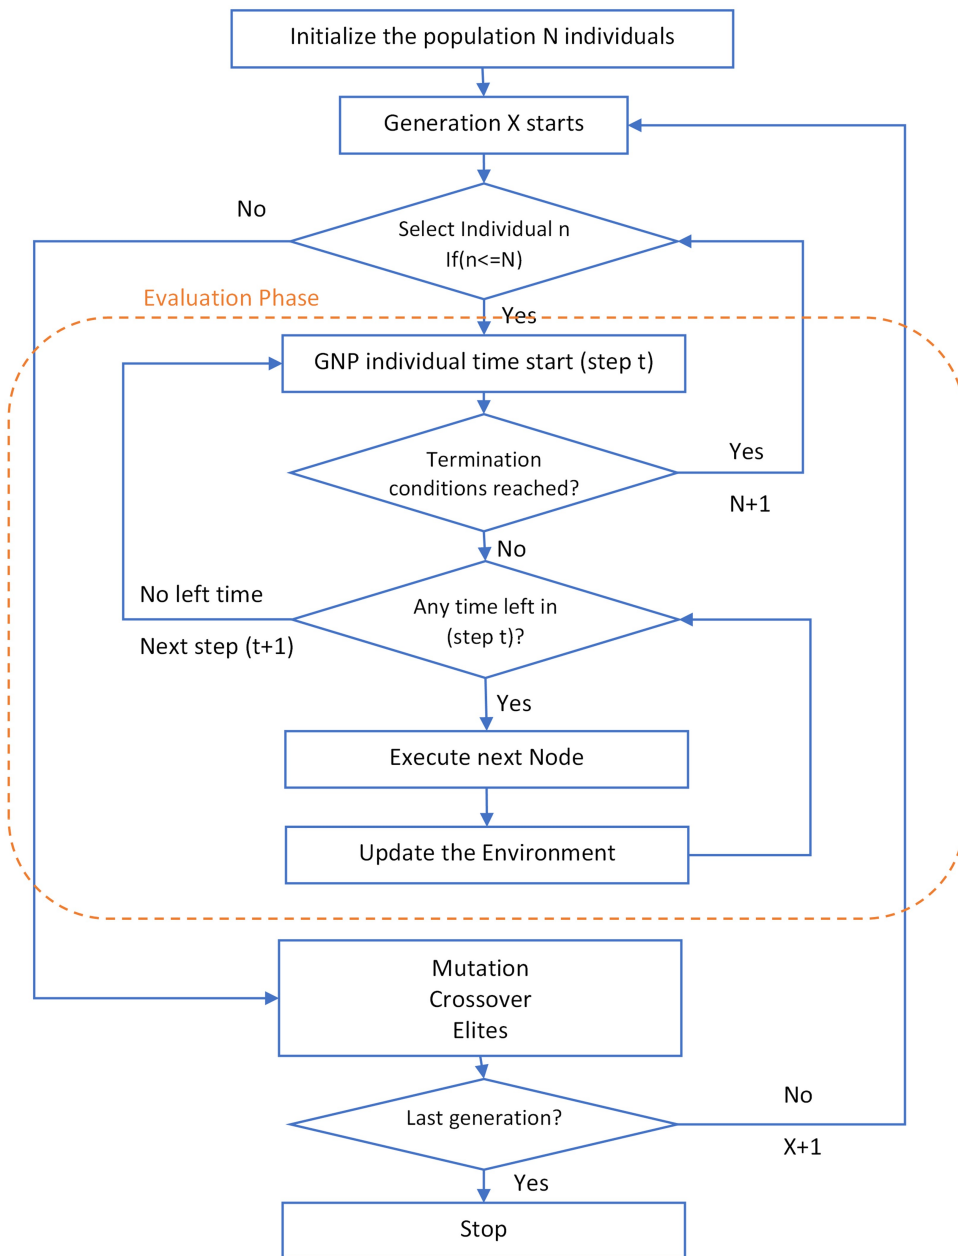 Initialize the population N individuals
Generation X starts
No
Select Individual n
If(n<=N)
Evaluation Phase
Yes
GNP individual time start (step t)
Termination
conditions reached?
Yes
N+1
No
No left time
Next step (t+1)
Any time left in
(step t)?
Yes
Execute next Node
Update the Environment
Mutation
Crossover
Elites
Last generation?
No
X+1
Yes
Stop